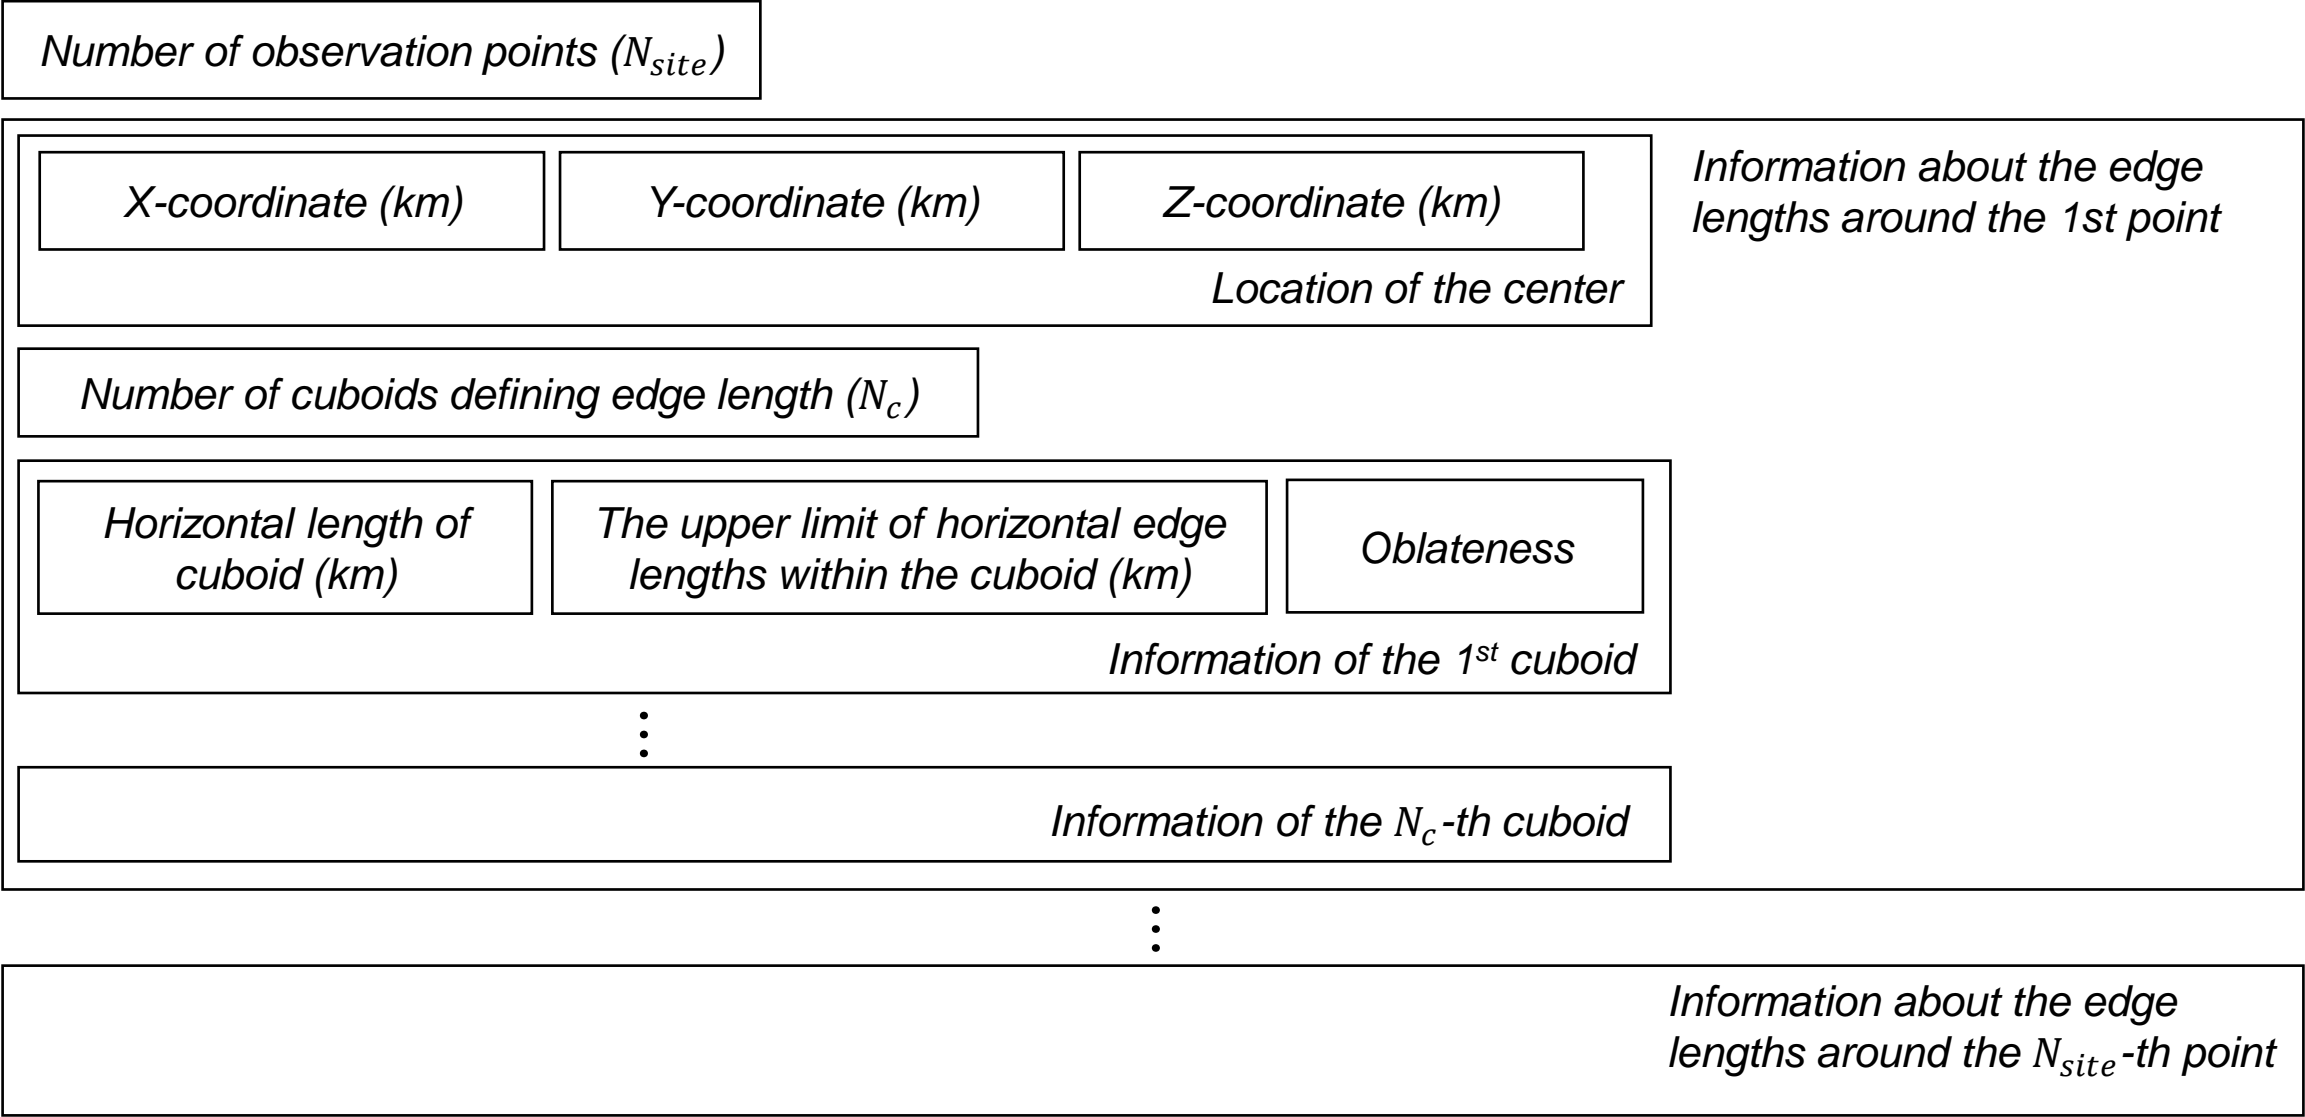 Number of observation points (N_site)
X-coordinate (km)
Y-coordinate (km)
Z-coordinate (km)
Location of the center
Information about the edge
lengths around the 1st point
Number of cuboids defining edge length (N_c)
Horizontal length of
cuboid (km)
The upper limit of horizontal edge
lengths within the cuboid (km)
Oblateness
Information of the 1st cuboid
⋮
Information of the N_c-th cuboid
⋮
Information about the edge
lengths around the N_site-th point